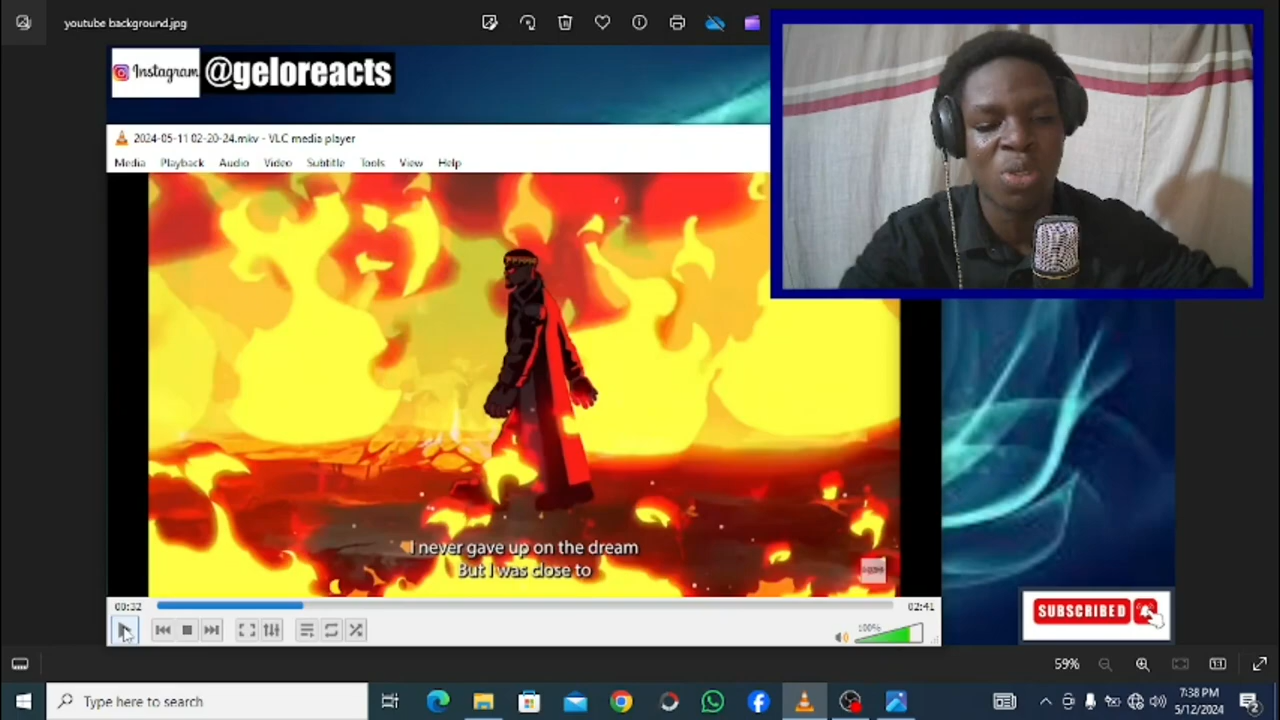 youtube background.jpg
Instagram @geloreacts
2024-05-11 02-20-24.mkv - VLC media player
Media Playback Audio Video Subtitle Tools View Help
I never gave up on the dream
But I was close to
00:32
02:41
100%
SUBSCRIBED
59%
Type here to search
7:38 PM
5/12/2024
2